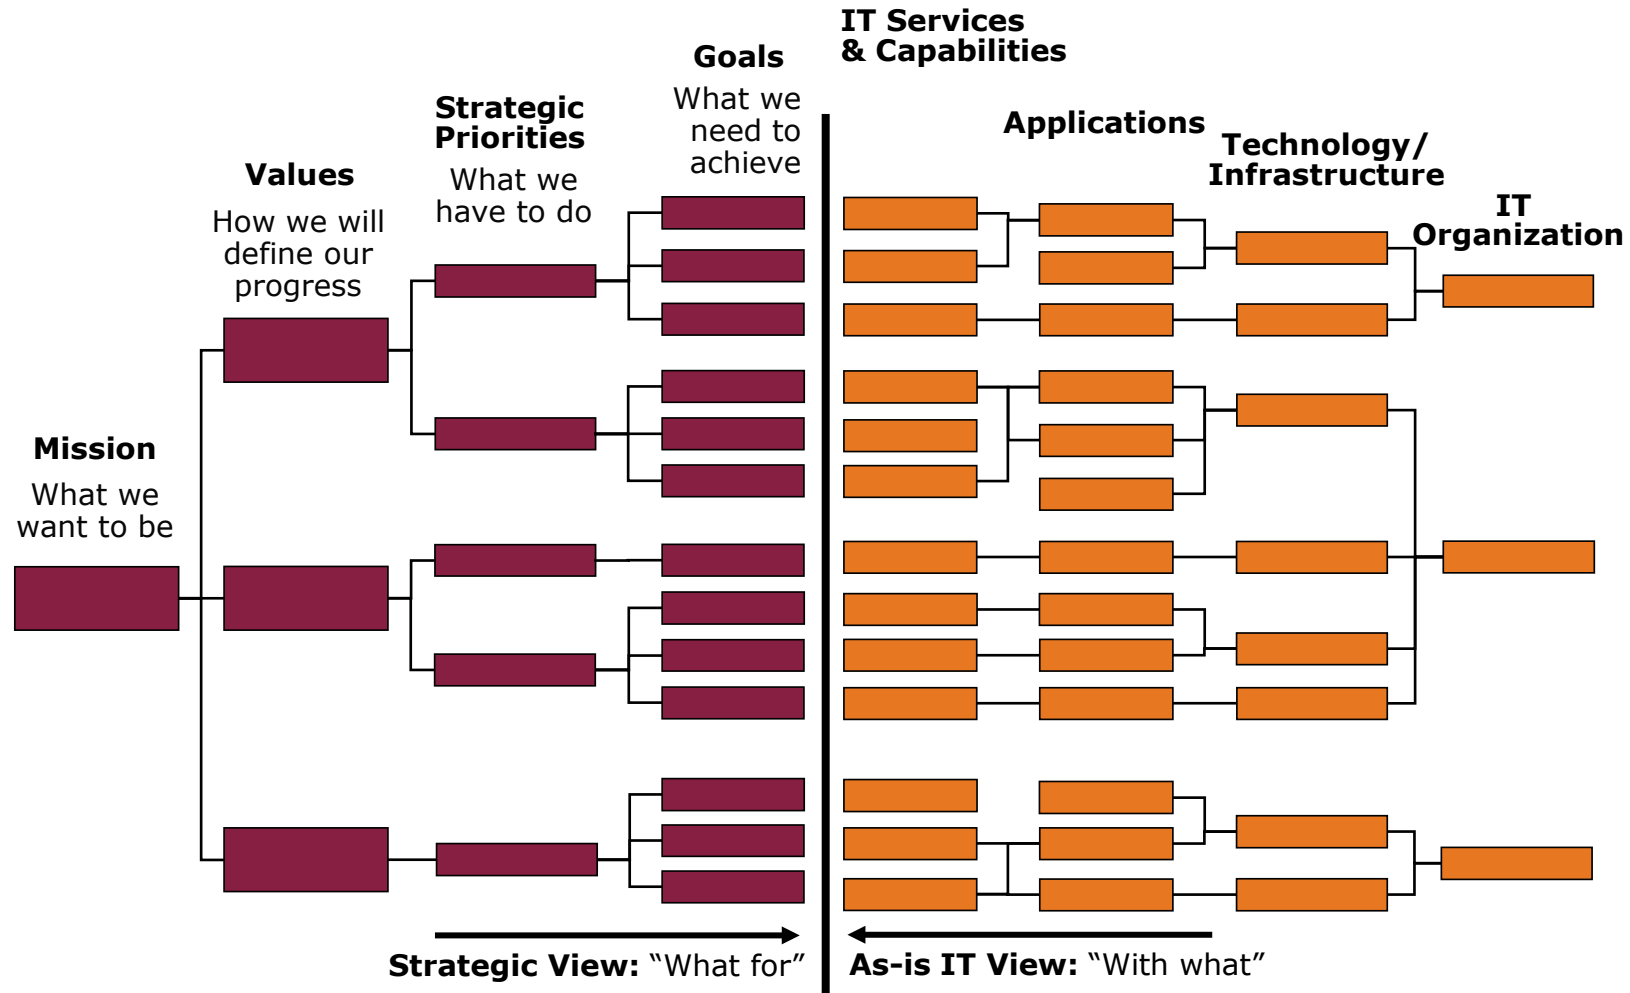 Mission
What we
want to be
Values
How we will
define our
progress
Strategic
Priorities
What we
have to do
Goals
What we
need to
achieve
IT Services
& Capabilities
Applications
Technology/
Infrastructure
IT
Organization
Strategic View: “What for”
As-is IT View: “With what”